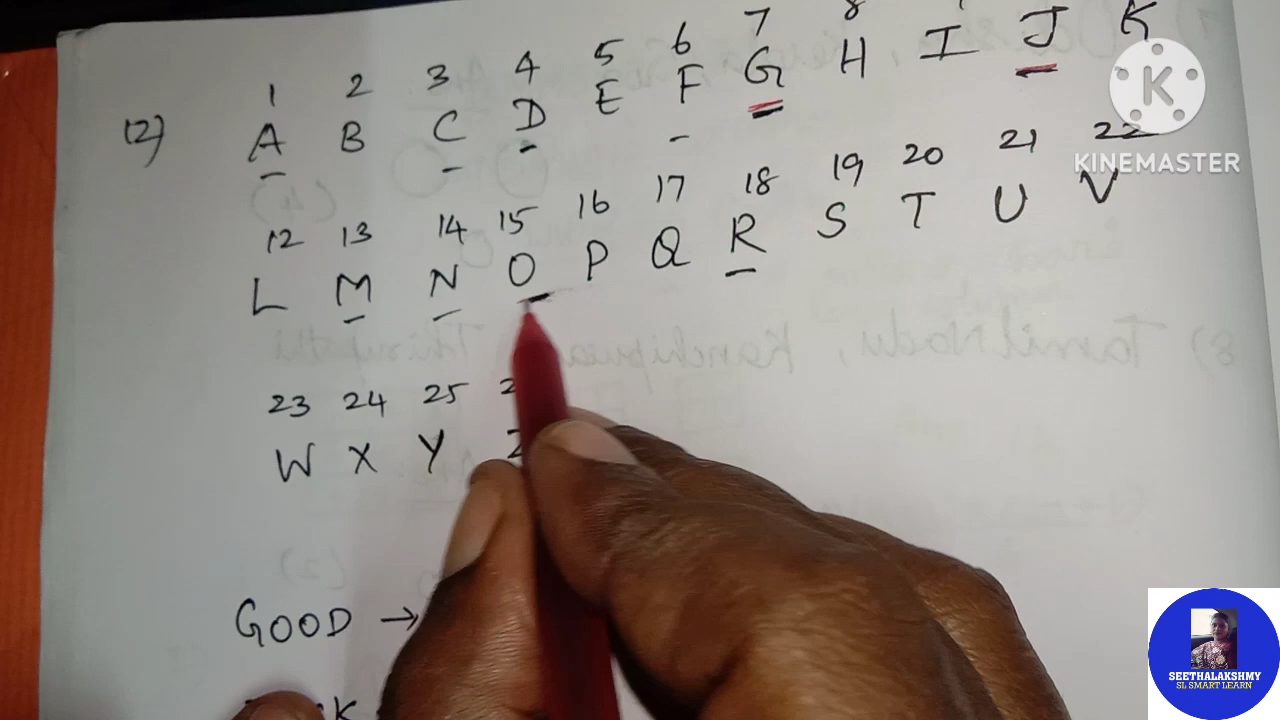 1 2 3 4 5 6 7 8
(2) A B C D E F G H I J K
12 13 14 15 16 17 18 19 20 21 22
L M N O P Q R S T U V
23 24 25
W X Y Z
GOOD →
KINEMASTER
SEETHALAKSHMY
SL SMART LEARN